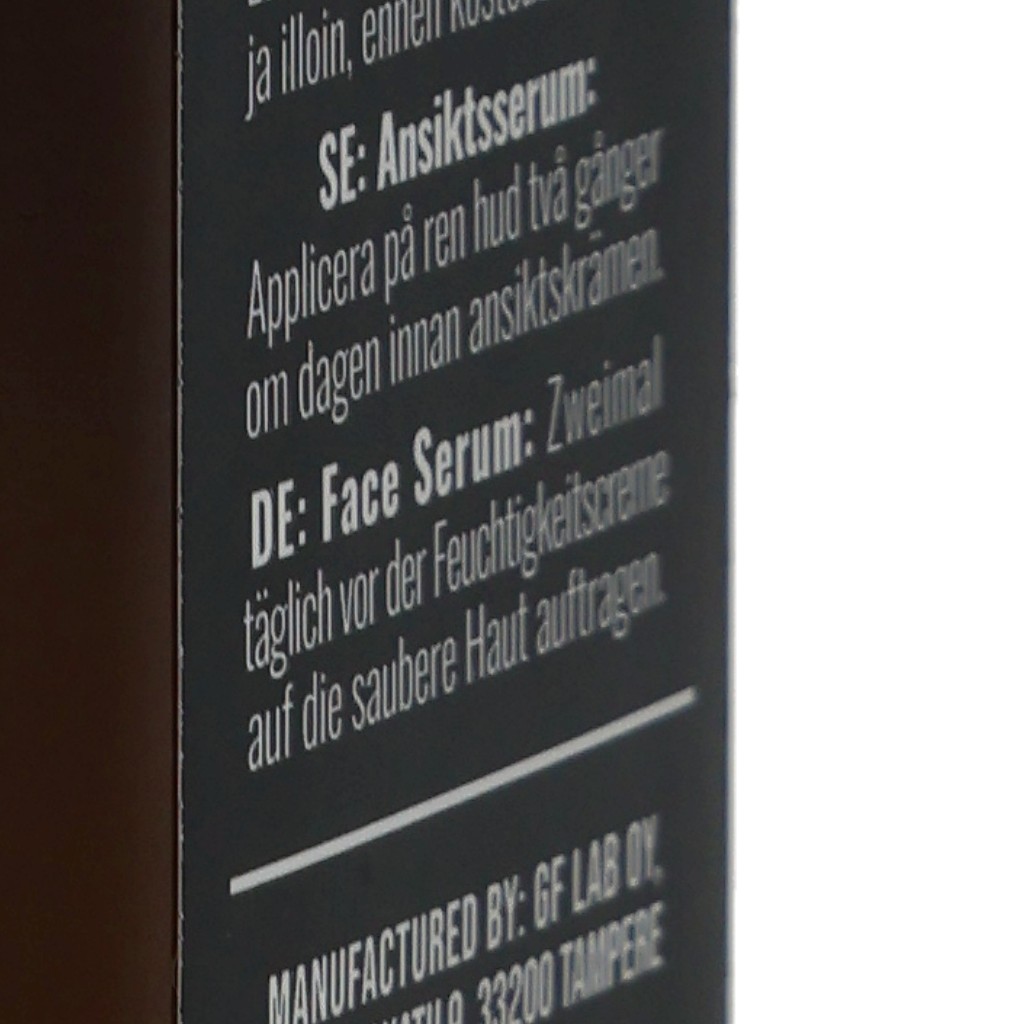 ja illoin, ennen
SE: Ansiktsserum:
Applicera på ren hud två gånger
om dagen innan ansiktskrämen.
DE: Face Serum: Zweimal
täglich vor der Feuchtigkeitscreme
auf die saubere Haut auftragen.
MANUFACTURED BY: GF LAB OY,
33200 TAMPERE